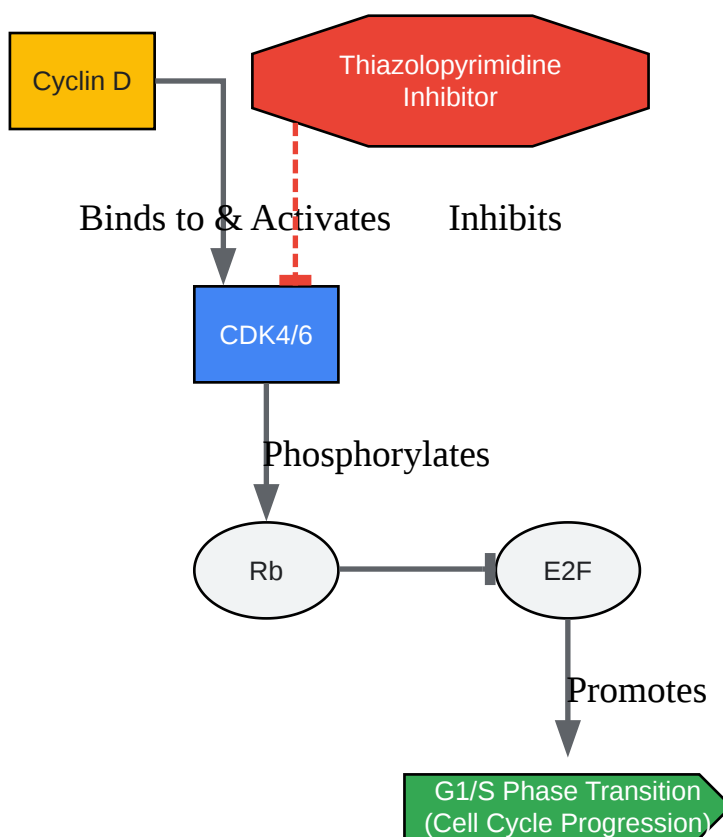 Cyclin D
Thiazolopyrimidine
Inhibitor
Binds to & Activates
Inhibits
CDK4/6
Phosphorylates
Rb
E2F
Promotes
G1/S Phase Transition
(Cell Cycle Progression)